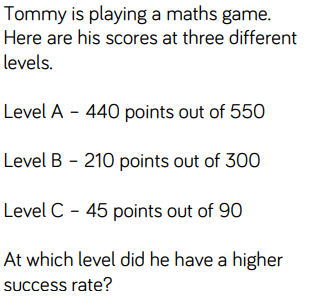 Tommy is playing a maths game.
Here are his scores at three different
levels.
Level A – 440 points out of 550
Level B – 210 points out of 300
Level C – 45 points out of 90
At which level did he have a higher
success rate?